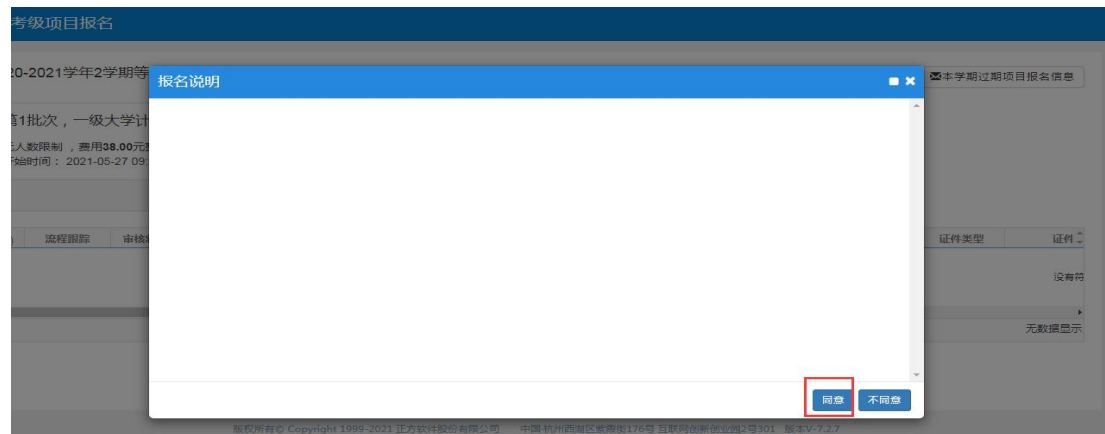 考级项目报名
20-2021学年2学期等
报名说明
本学期过期项目报名信息
第1批次，一级大学计
人数限制，费用38.00元
始时间：2021-05-27 09:
流程跟踪
审核
证件类型
证件
没有符
无数据显示
同意
不同意
版权所有© Copyright 1999-2021 正方软件股份有限公司 中国·杭州西湖区紫霞街176号 互联网创新创业园2号301 版本V-7.2.7